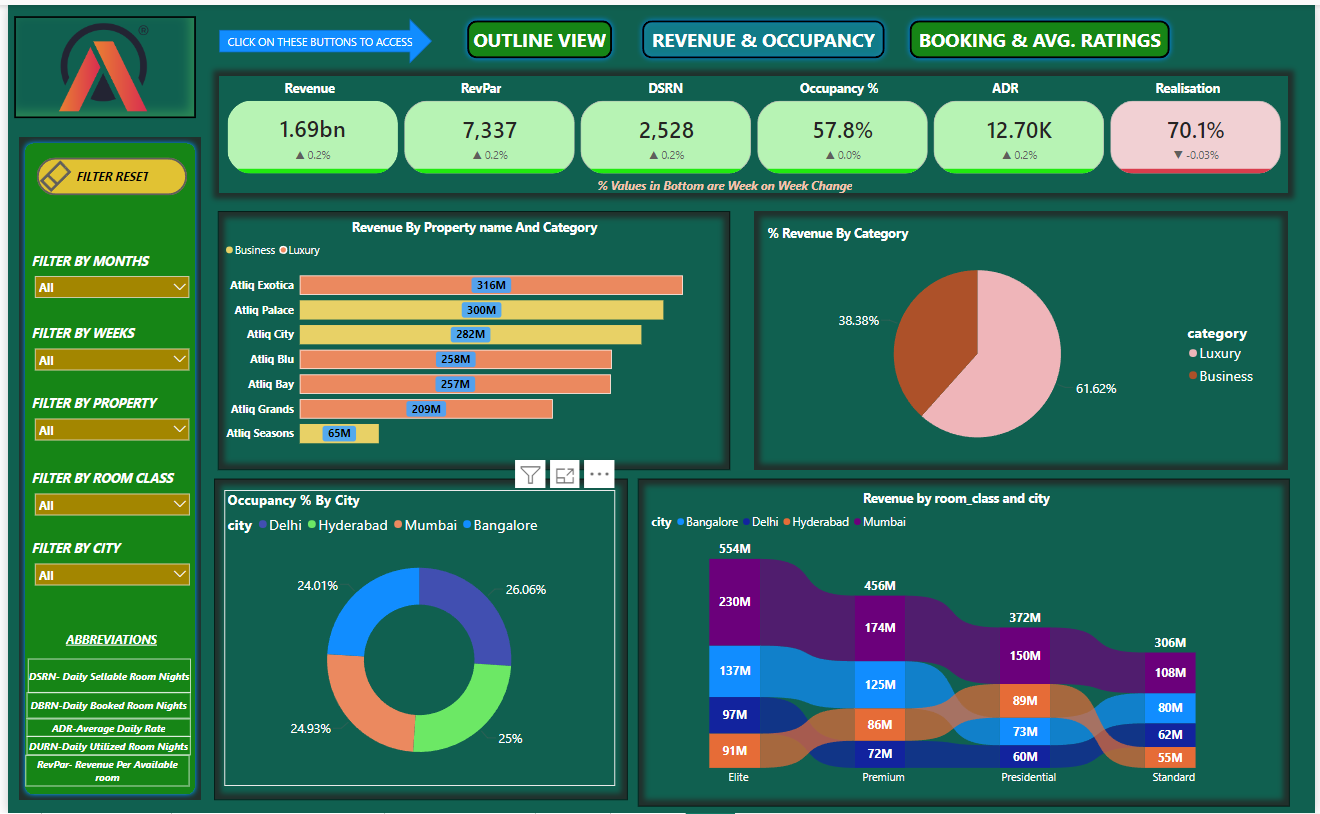 ®
CLICK ON THESE BUTTONS TO ACCESS
OUTLINE VIEW
REVENUE & OCCUPANCY
BOOKING & AVG. RATINGS
Revenue
1.69bn
▲ 0.2%
RevPar
7,337
▲ 0.2%
DSRN
2,528
▲ 0.2%
Occupancy %
57.8%
▲ 0.0%
ADR
12.70K
▲ 0.2%
Realisation
70.1%
▼ -0.03%
% Values in Bottom are Week on Week Change
FILTER RESET
FILTER BY MONTHS
All
FILTER BY WEEKS
All
FILTER BY PROPERTY
All
FILTER BY ROOM CLASS
All
FILTER BY CITY
All
ABBREVIATIONS
DSRN- Daily Sellable Room Nights
DBRN-Daily Booked Room Nights
ADR-Average Daily Rate
DURN-Daily Utilized Room Nights
RevPar- Revenue Per Available
room
Revenue By Property name And Category
Business Luxury
Atliq Exotica 316M
Atliq Palace 300M
Atliq City 282M
Atliq Blu 258M
Atliq Bay 257M
Atliq Grands 209M
Atliq Seasons 65M
% Revenue By Category
38.38%
61.62%
category
Luxury
Business
Occupancy % By City
city Delhi Hyderabad Mumbai Bangalore
24.01%
26.06%
24.93%
25%
Revenue by room_class and city
city Bangalore Delhi Hyderabad Mumbai
554M
230M
137M
97M
91M
Elite
456M
174M
125M
86M
72M
Premium
372M
150M
89M
73M
60M
Presidential
306M
108M
80M
62M
55M
Standard